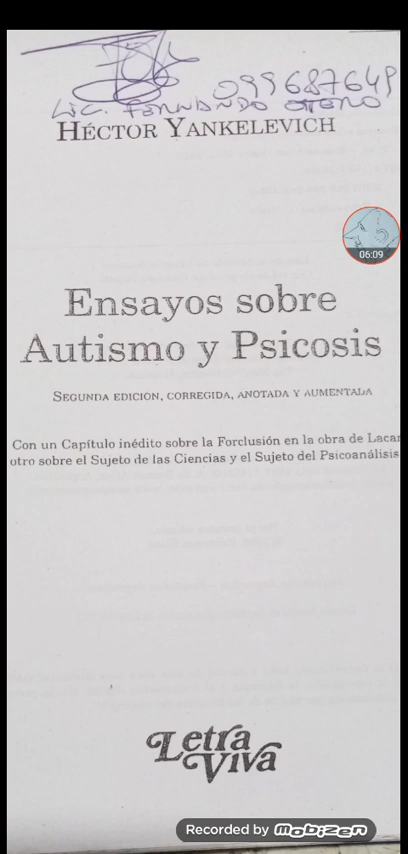 099687649
Lic. FERNANDO OTERO
HÉCTOR YANKELEVICH
06:09
Ensayos sobre
Autismo y Psicosis
SEGUNDA EDICIÓN, CORREGIDA, ANOTADA Y AUMENTADA
Con un Capítulo inédito sobre la Forclusión en la obra de Lacan
otro sobre el Sujeto de las Ciencias y el Sujeto del Psicoanálisis
Letra
Viva
Recorded by Mobizen